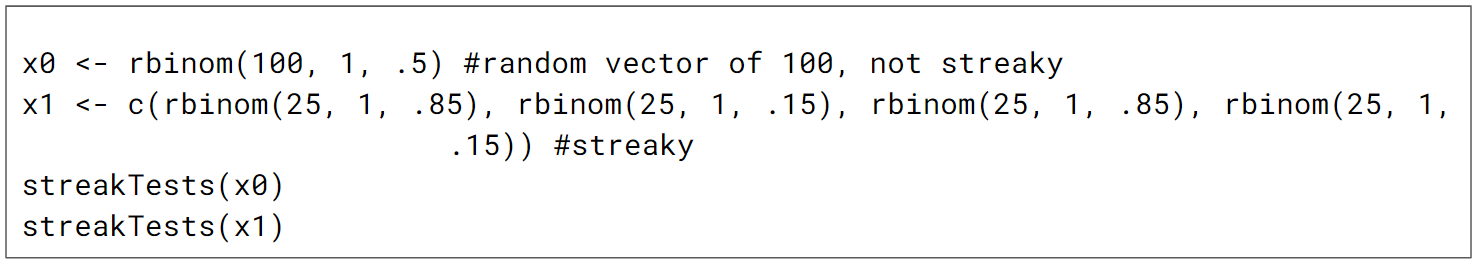 x0 <- rbinom(100, 1, .5) #random vector of 100, not streaky
x1 <- c(rbinom(25, 1, .85), rbinom(25, 1, .15), rbinom(25, 1, .85), rbinom(25, 1,
.15)) #streaky
streakTests(x0)
streakTests(x1)